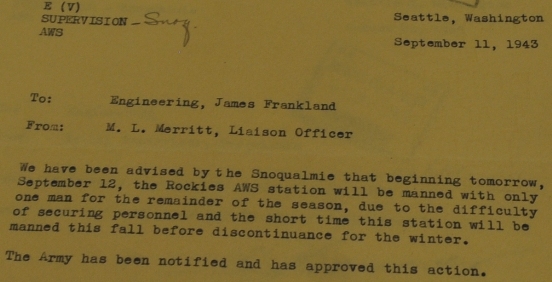 E (V)
SUPERVISION - Snoq.
AWS
Seattle, Washington
September 11, 1943
To: Engineering, James Frankland
From: M. L. Merritt, Liaison Officer
We have been advised by the Snoqualmie that beginning tomorrow,
September 12, the Rockies AWS station will be manned with only
one man for the remainder of the season, due to the difficulty
of securing personnel and the short time this station will be
manned this fall before discontinuance for the winter.
The Army has been notified and has approved this action.